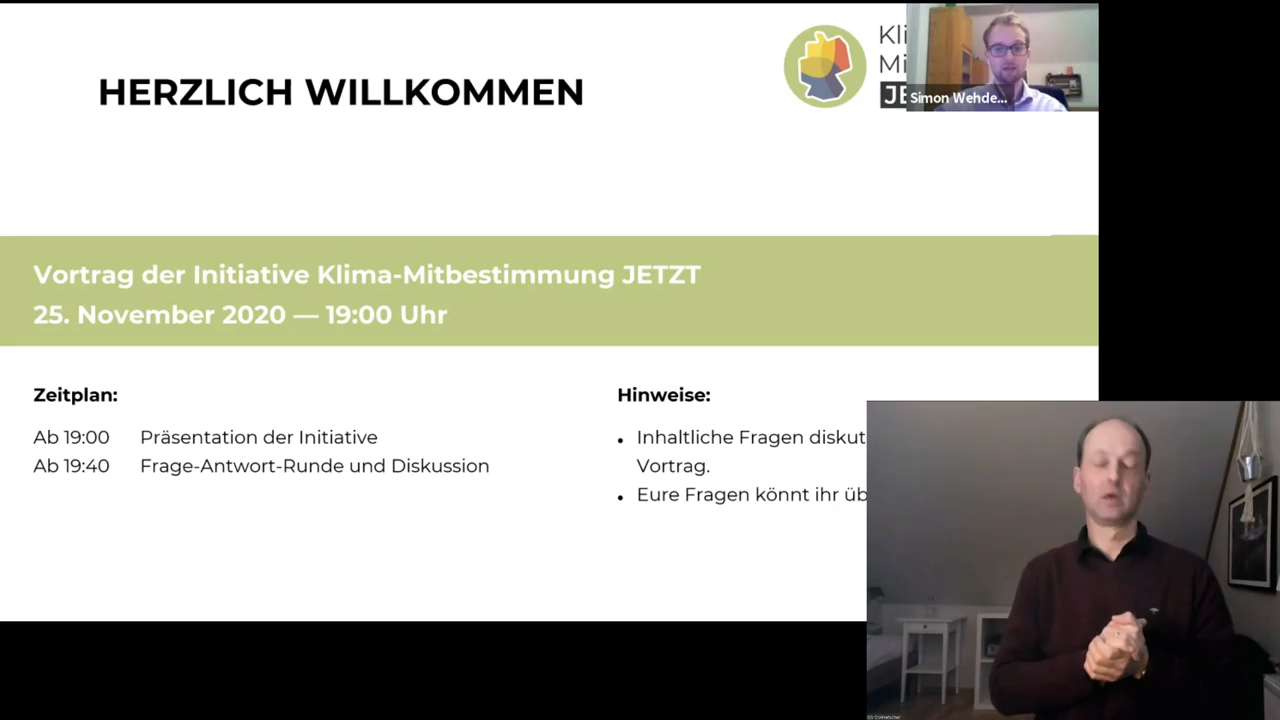 HERZLICH WILLKOMMEN
Kli
Mi
JE
Simon Wehde...
Vortrag der Initiative Klima-Mitbestimmung JETZT
25. November 2020 — 19:00 Uhr
Zeitplan:
Ab 19:00 Präsentation der Initiative
Ab 19:40 Frage-Antwort-Runde und Diskussion
Hinweise:
• Inhaltliche Fragen diskut
Vortrag.
• Eure Fragen könnt ihr üb